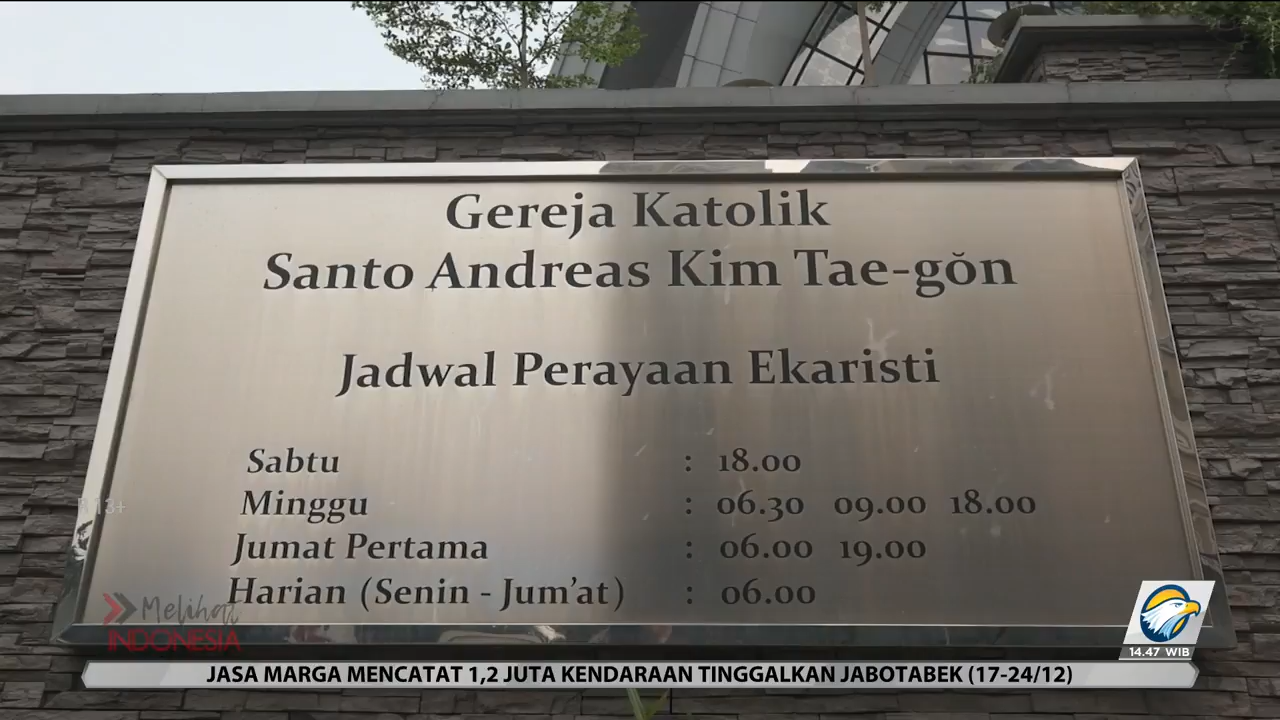 Gereja Katolik
Santo Andreas Kim Tae-gŏn
Jadwal Perayaan Ekaristi
Sabtu : 18.00
Minggu : 06.30 09.00 18.00
Jumat Pertama : 06.00 19.00
Harian (Senin - Jum'at) : 06.00
R13+
Melihat
INDONESIA
14.47 WIB
JASA MARGA MENCATAT 1,2 JUTA KENDARAAN TINGGALKAN JABOTABEK (17-24/12)